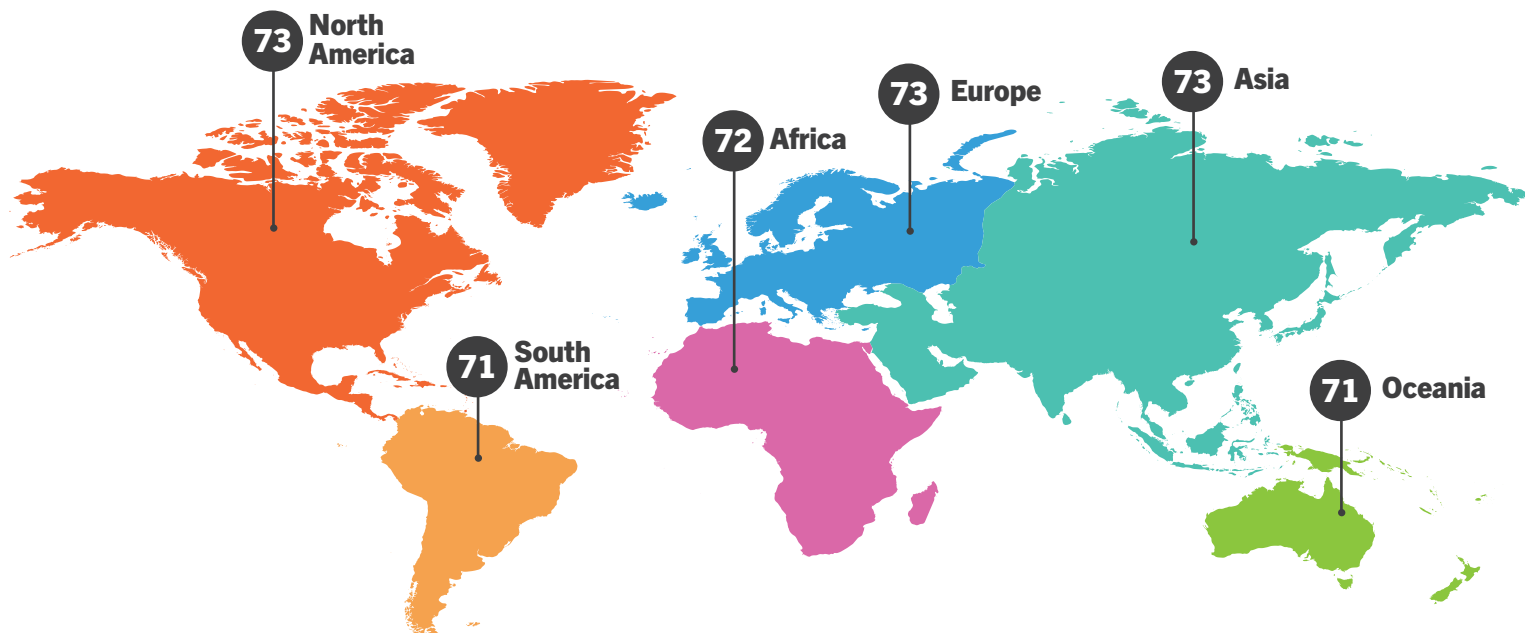 73
North
America
73
Europe
73
Asia
72
Africa
71
South
America
71
Oceania